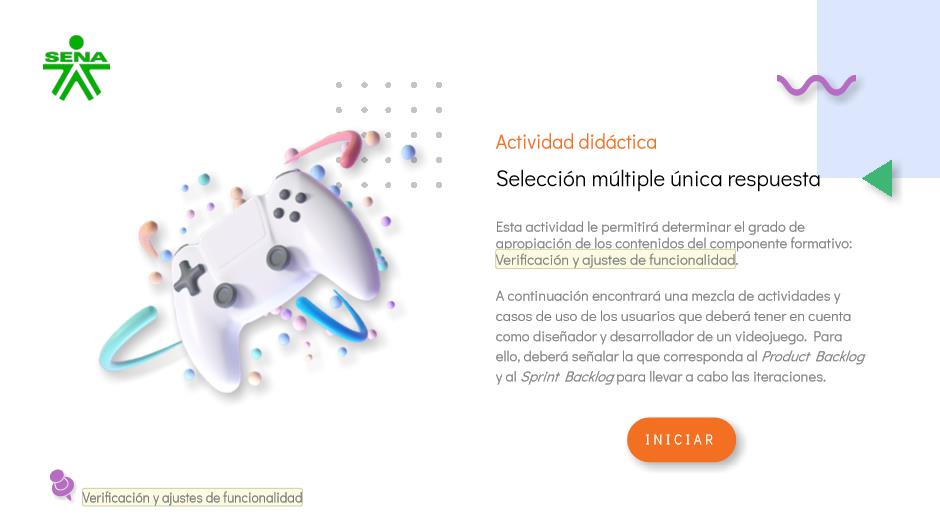 SENA
Actividad didáctica
Selección múltiple única respuesta
Esta actividad le permitirá determinar el grado de
apropiación de los contenidos del componente formativo:
Verificación y ajustes de funcionalidad.
A continuación encontrará una mezcla de actividades y
casos de uso de los usuarios que deberá tener en cuenta
como diseñador y desarrollador de un videojuego. Para
ello, deberá señalar la que corresponda al Product Backlog
y al Sprint Backlog para llevar a cabo las iteraciones.
INICIAR
Verificación y ajustes de funcionalidad